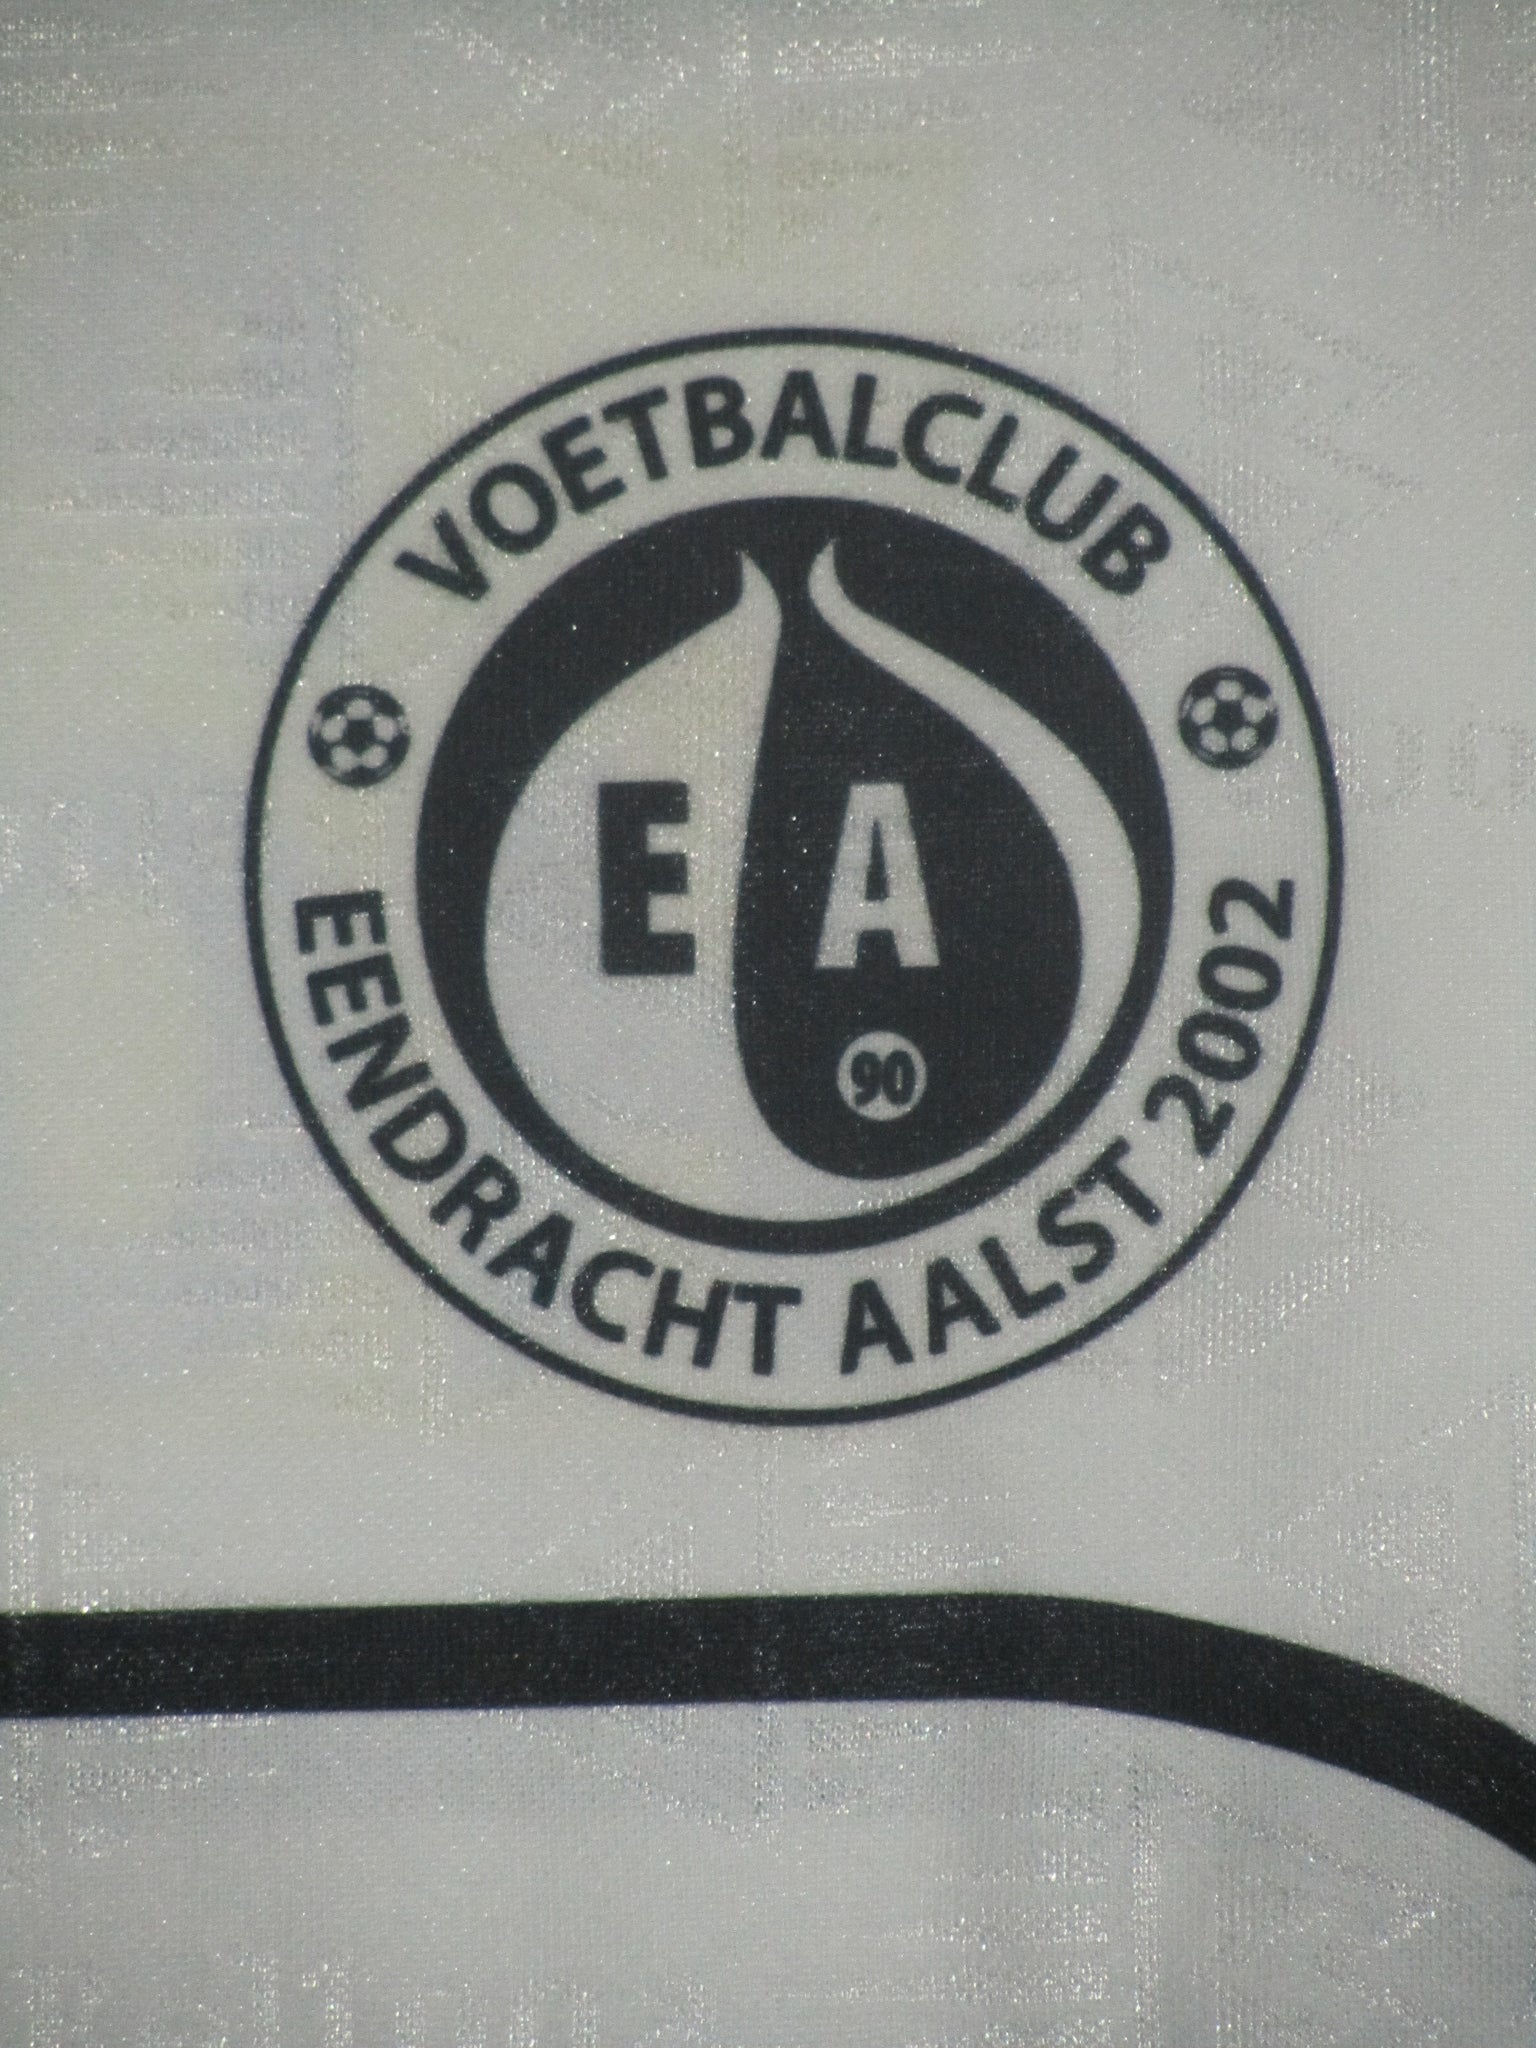 VOETBALCLUB
E A
90
EENDRACHT AALST 2002